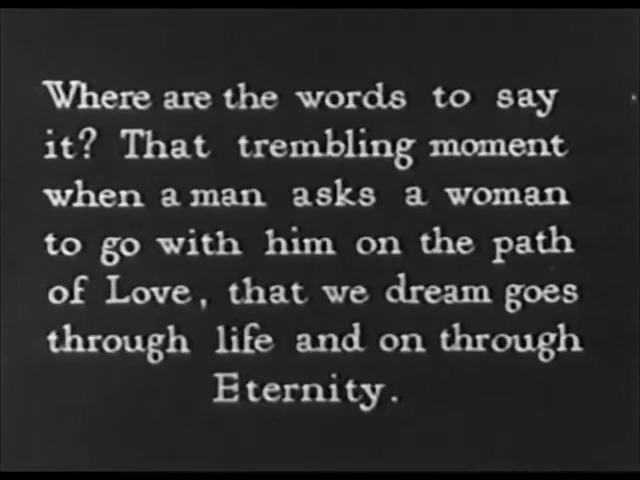 Where are the words to say
it? That trembling moment
when a man asks a woman
to go with him on the path
of Love, that we dream goes
through life and on through
Eternity.